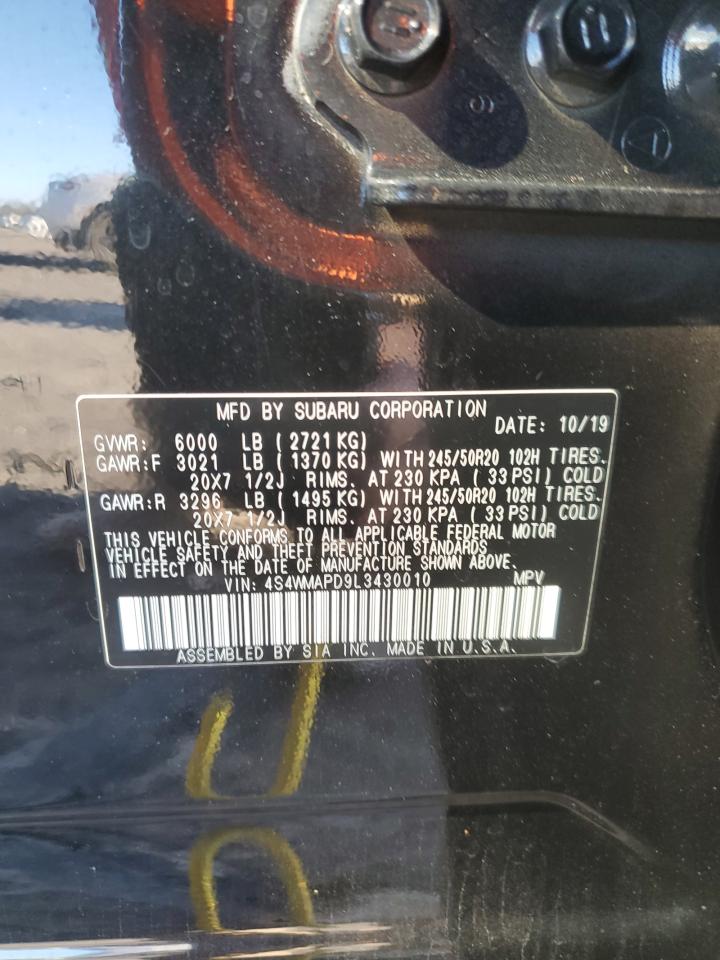 MFD BY SUBARU CORPORATION DATE: 10/19
GVWR: 6000 LB ( 2721 KG)
GAWR:F 3021 LB ( 1370 KG) WITH 245/50R20 102H TIRES.
20X7 1/2J RIMS. AT 230 KPA ( 33 PSI) COLD
GAWR:R 3296 LB ( 1495 KG) WITH 245/50R20 102H TIRES.
20X7 1/2J RIMS. AT 230 KPA ( 33 PSI) COLD
THIS VEHICLE CONFORMS TO ALL APPLICABLE FEDERAL MOTOR
VEHICLE SAFETY AND THEFT PREVENTION STANDARDS
IN EFFECT ON THE DATE OF MANUFACTURE SHOWN ABOVE.
VIN: 4S4WMAPD9L3430010 MPV
ASSEMBLED BY SIA INC. MADE IN U.S.A.